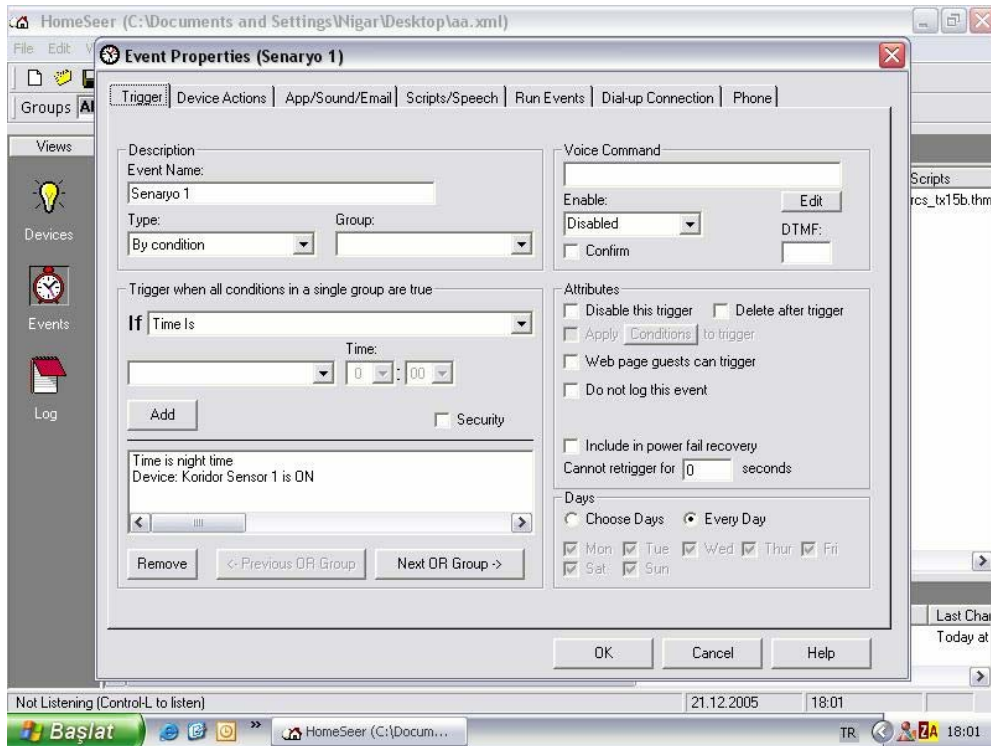 HomeSeer (C:\Documents and Settings\Nigar\Desktop\aa.xml)
File Edit V
Groups Al
Views
Devices
Events
Log
Event Properties (Senaryo 1)
Trigger Device Actions App/Sound/Email Scripts/Speech Run Events Dial-up Connection Phone
Description
Event Name:
Senaryo 1
Type: Group:
By condition
Trigger when all conditions in a single group are true
If Time Is
Time:
0 : 00
Add Security
Time is night time
Device: Koridor Sensor 1 is ON
Remove <- Previous OR Group Next OR Group ->
Voice Command
Enable: Edit
Disabled DTMF:
Confirm
Attributes
Disable this trigger Delete after trigger
Apply Conditions to trigger
Web page guests can trigger
Do not log this event
Include in power fail recovery
Cannot retrigger for 0 seconds
Days
Choose Days Every Day
Mon Tue Wed Thur Fri
Sat Sun
OK Cancel Help
Scripts
rcs_tx15b.thm
Last Char
Today at
Not Listening (Control-L to listen) 21.12.2005 18:01
Başlat » HomeSeer (C:\Docum... TR ZA 18:01